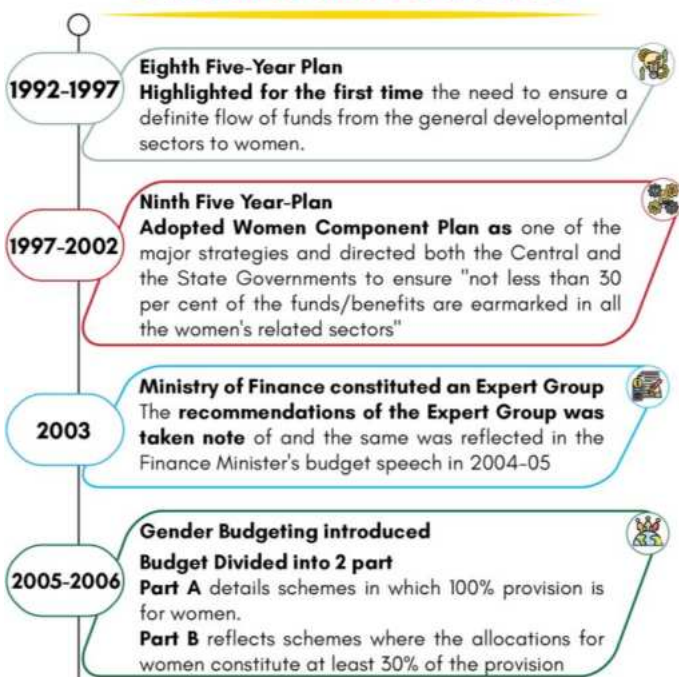 1992-1997
Eighth Five-Year Plan
Highlighted for the first time the need to ensure a
definite flow of funds from the general developmental
sectors to women.
1997-2002
Ninth Five Year-Plan
Adopted Women Component Plan as one of the
major strategies and directed both the Central and
the State Governments to ensure "not less than 30
per cent of the funds/benefits are earmarked in all
the women's related sectors"
2003
Ministry of Finance constituted an Expert Group
The recommendations of the Expert Group was
taken note of and the same was reflected in the
Finance Minister's budget speech in 2004-05
2005-2006
Gender Budgeting introduced
Budget Divided into 2 part
Part A details schemes in which 100% provision is
for women.
Part B reflects schemes where the allocations for
women constitute at least 30% of the provision